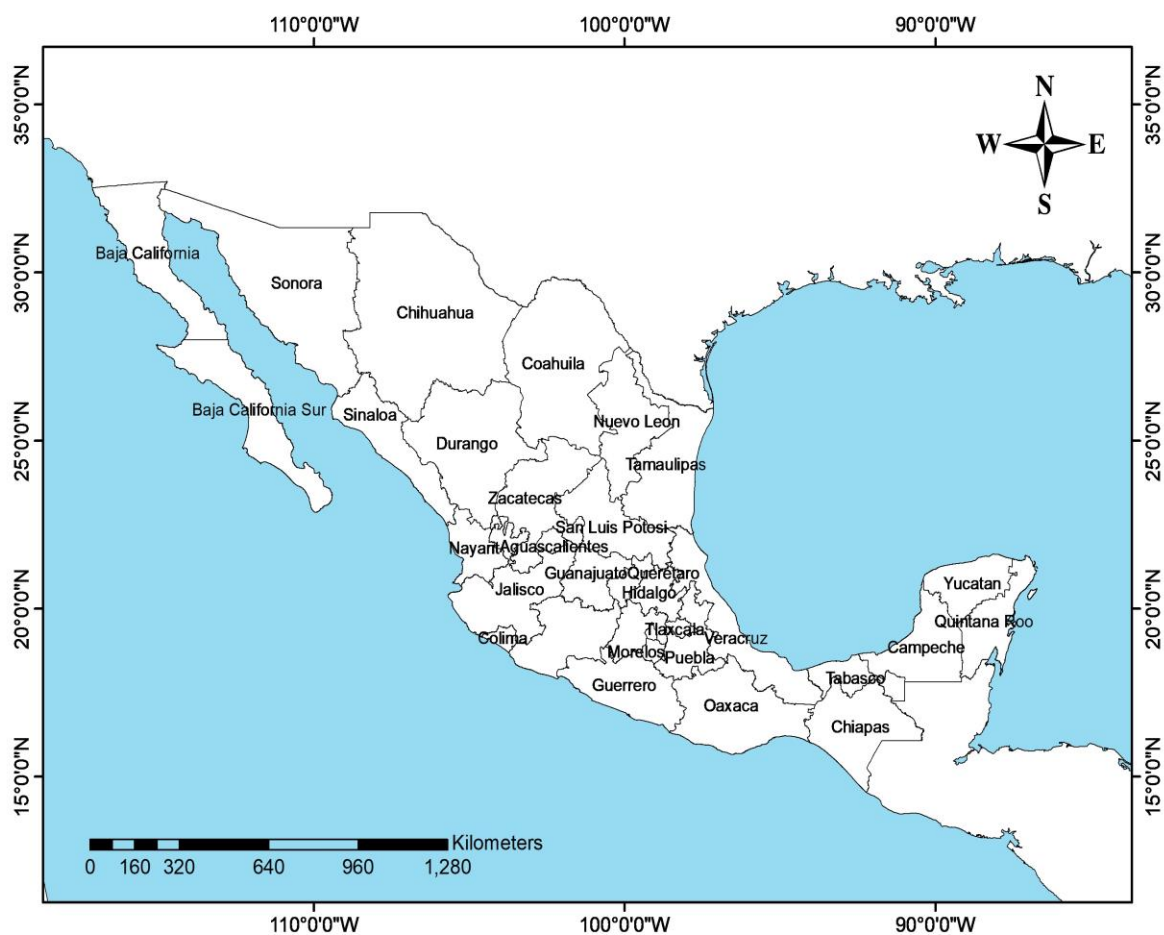 110°0'0"W 100°0'0"W 90°0'0"W
35°0'0"N 35°0'0"N
N
W E
S
Baja California
30°0'0"N 30°0'0"N
Sonora
Chihuahua
Coahuila
Baja California Sur
Sinaloa
Nuevo Leon
25°0'0"N 25°0'0"N
Durango
Tamaulipas
Zacatecas
San Luis Potosi
Nayarit
Aguascalientes
Guanajuato
Queretaro
Yucatan
Jalisco
Hidalgo
20°0'0"N 20°0'0"N
Quintana Roo
Tlaxcala
Colima
Veracruz
Campeche
Morelos
Puebla
Tabasco
Guerrero
Oaxaca
Chiapas
15°0'0"N 15°0'0"N
Kilometers
0 160 320 640 960 1,280
110°0'0"W 100°0'0"W 90°0'0"W